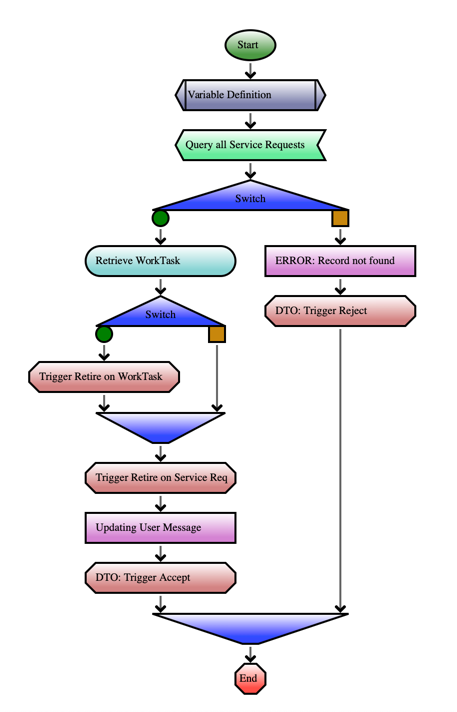 Start
Variable Definition
Query all Service Requests
Switch
Retrieve WorkTask
ERROR: Record not found
Switch
DTO: Trigger Reject
Trigger Retire on WorkTask
Trigger Retire on Service Req
Updating User Message
DTO: Trigger Accept
End